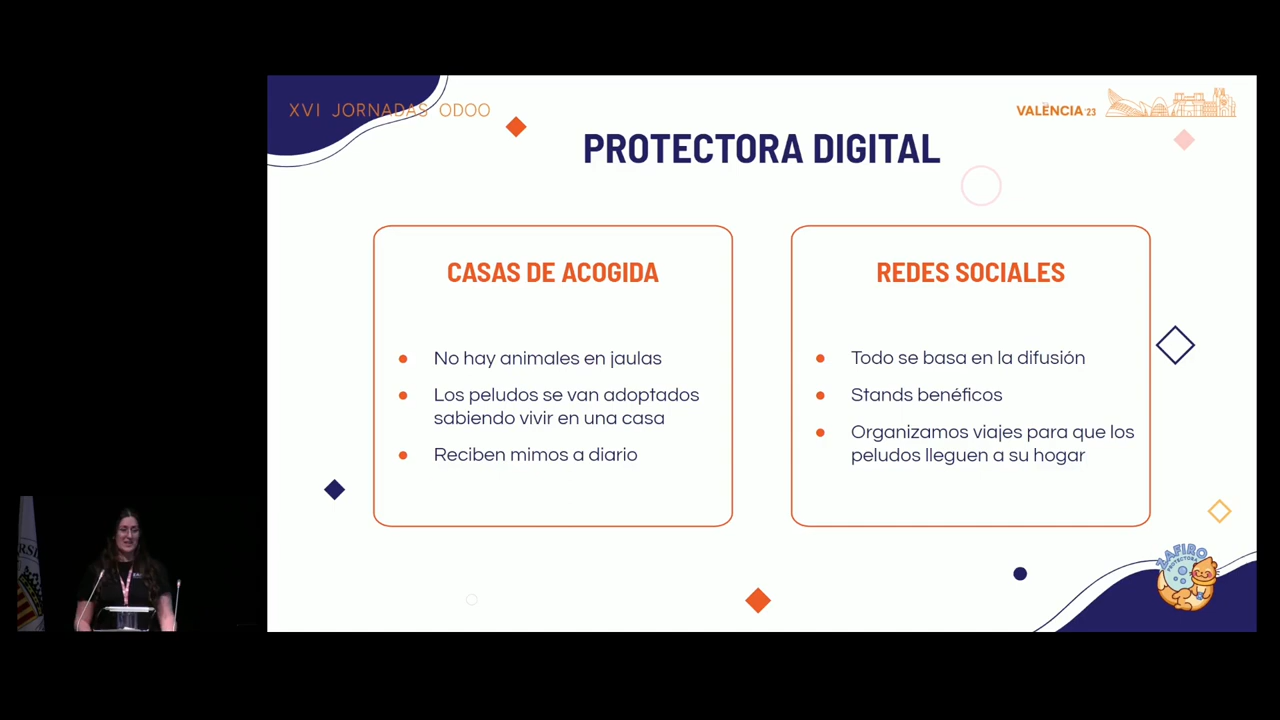 XVI JORNADAS ODOO
VALÈNCIA '23
PROTECTORA DIGITAL
CASAS DE ACOGIDA
No hay animales en jaulas
Los peludos se van adoptados
sabiendo vivir en una casa
Reciben mimos a diario
REDES SOCIALES
Todo se basa en la difusión
Stands benéficos
Organizamos viajes para que los
peludos lleguen a su hogar
ZAFIRO
PROTECTORA